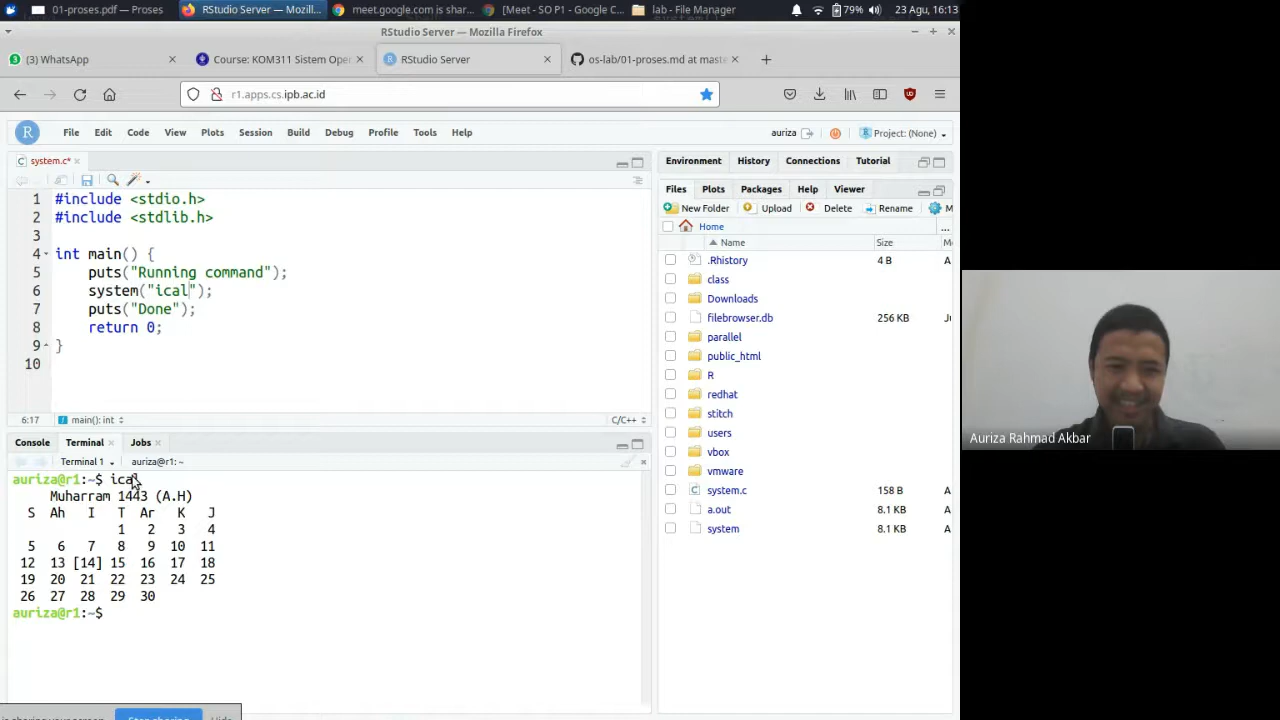 01-proses.pdf — Proses
RStudio Server — Mozill...
meet.google.com is shar...
[Meet - SO P1 - Google C...
lab - File Manager
79%
23 Agu, 16:13
RStudio Server — Mozilla Firefox
(3) WhatsApp
Course: KOM311 Sistem Oper
RStudio Server
os-lab/01-proses.md at maste
r1.apps.cs.ipb.ac.id
File Edit Code View Plots Session Build Debug Profile Tools Help
auriza
Project: (None)
system.c*
1 #include <stdio.h>
2 #include <stdlib.h>
3
4 int main() {
5 puts("Running command");
6 system("ical");
7 puts("Done");
8 return 0;
9 }
10
6:17 main(): int C/C++
Console Terminal Jobs
Terminal 1 auriza@r1: ~
auriza@r1:~$ ical
Muharram 1443 (A.H)
S Ah I T Ar K J
1 2 3 4
5 6 7 8 9 10 11
12 13 [14] 15 16 17 18
19 20 21 22 23 24 25
26 27 28 29 30
auriza@r1:~$
Environment History Connections Tutorial
Files Plots Packages Help Viewer
New Folder Upload Delete Rename M
Home ...
Name Size
.Rhistory 4 B
class
Downloads
filebrowser.db 256 KB
parallel
public_html
R
redhat
stitch
users
vbox
vmware
system.c 158 B
a.out 8.1 KB
system 8.1 KB
Auriza Rahmad Akbar